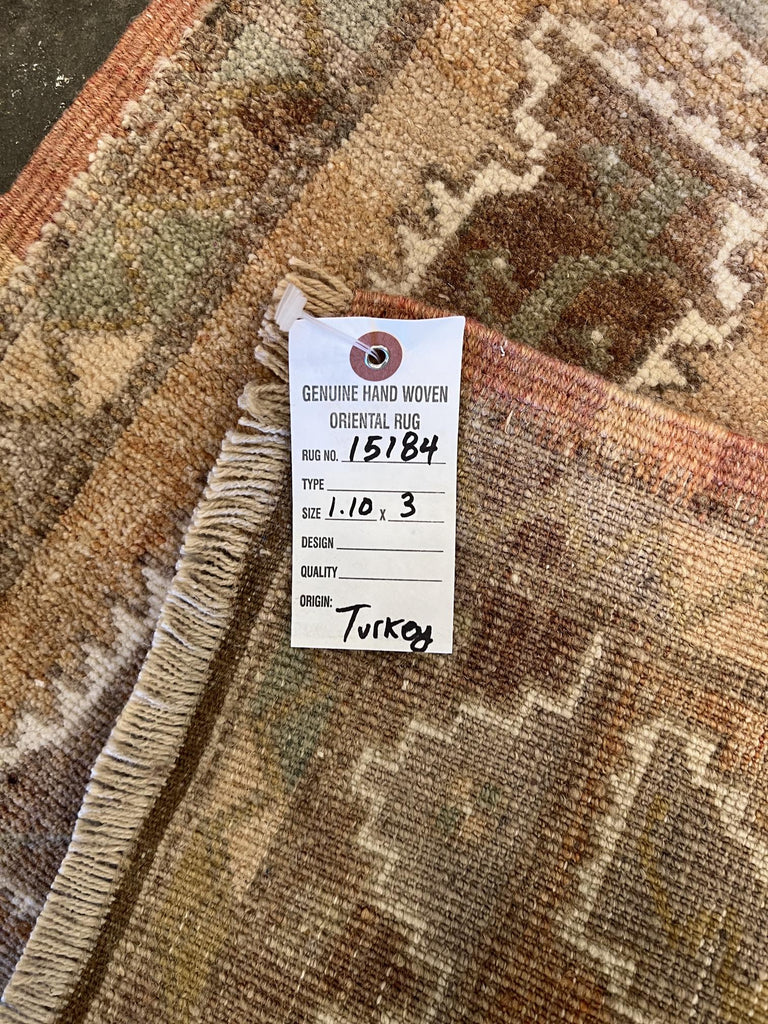 GENUINE HAND WOVEN
ORIENTAL RUG
RUG NO. 15184
TYPE
SIZE 1.10 X 3
DESIGN
QUALITY
ORIGIN:
Turkey